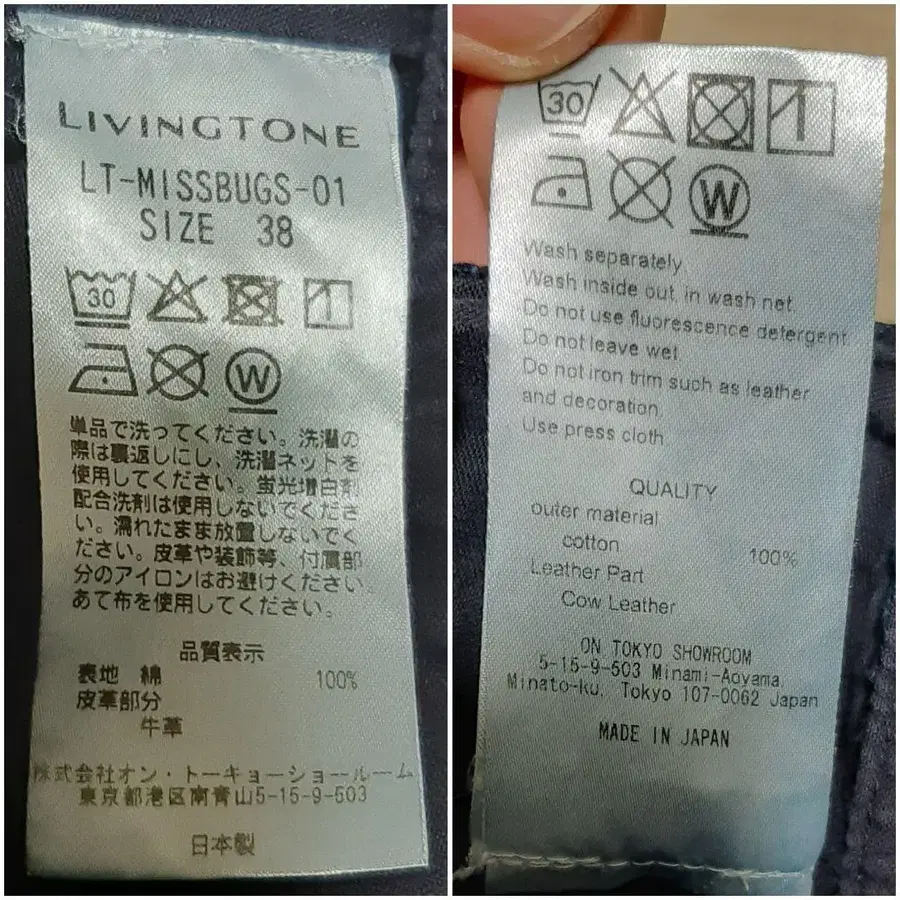 LIVINGTONE
LT-MISSBUGS-01
SIZE 38
30
W
単品で洗ってください。洗濯の
際は裏返しにし、洗濯ネットを
使用してください。蛍光増白剤
配合洗剤は使用しないでくださ
い。濡れたまま放置しないでく
ださい。皮革や装飾等、付属部
分のアイロンはお避けください。
あて布を使用してください。
品質表示
表地 綿 100%
皮革部分
牛革
株式会社オン・トーキョーショールーム
東京都港区南青山5-15-9-503
日本製
30
W
Wash separately
Wash inside out, in wash net.
Do not use fluorescence detergent
Do not leave wet
Do not iron trim such as leather
and decoration.
Use press cloth
QUALITY
outer material
cotton 100%
Leather Part
Cow Leather
ON TOKYO SHOWROOM
5-15-9-503 Minami-Aoyama,
Minato-ku, Tokyo 107-0062 Japan
MADE IN JAPAN